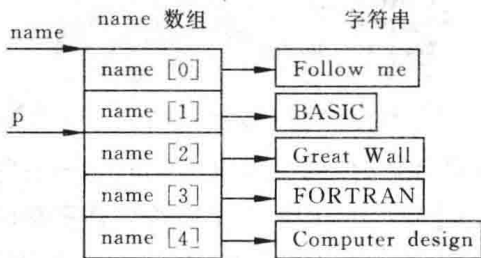 name 数组 字符串
name
name [0] Follow me
name [1] BASIC
p
name [2] Great Wall
name [3] FORTRAN
name [4] Computer design